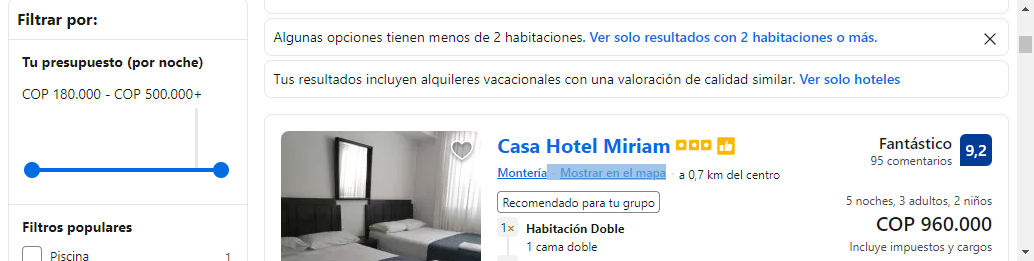 Filtrar por:
Tu presupuesto (por noche)
COP 180.000 - COP 500.000+
Filtros populares
Piscina 1
Algunas opciones tienen menos de 2 habitaciones. Ver solo resultados con 2 habitaciones o más.
Tus resultados incluyen alquileres vacacionales con una valoración de calidad similar. Ver solo hoteles
Casa Hotel Miriam
Montería · Mostrar en el mapa · a 0,7 km del centro
Recomendado para tu grupo
1× Habitación Doble
1 cama doble
Fantástico 9,2
95 comentarios
5 noches, 3 adultos, 2 niños
COP 960.000
Incluye impuestos y cargos